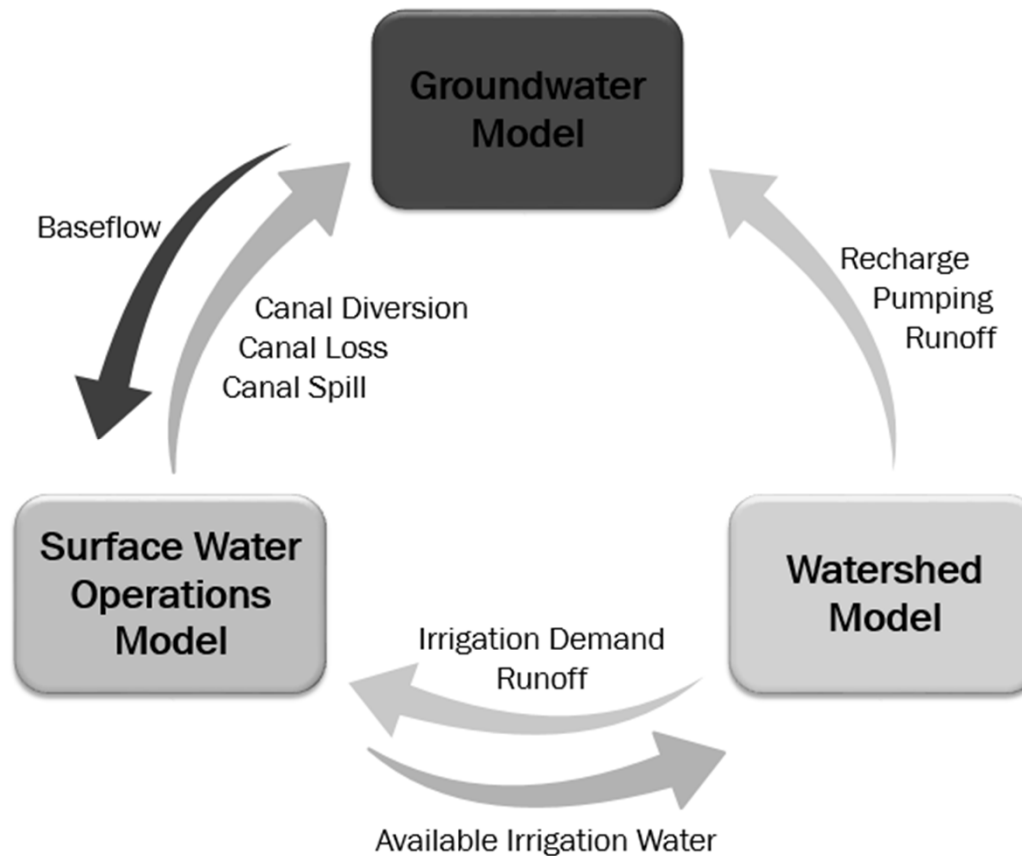 Groundwater
Model
Baseflow
Canal Diversion
Canal Loss
Canal Spill
Recharge
Pumping
Runoff
Surface Water
Operations
Model
Watershed
Model
Irrigation Demand
Runoff
Available Irrigation Water